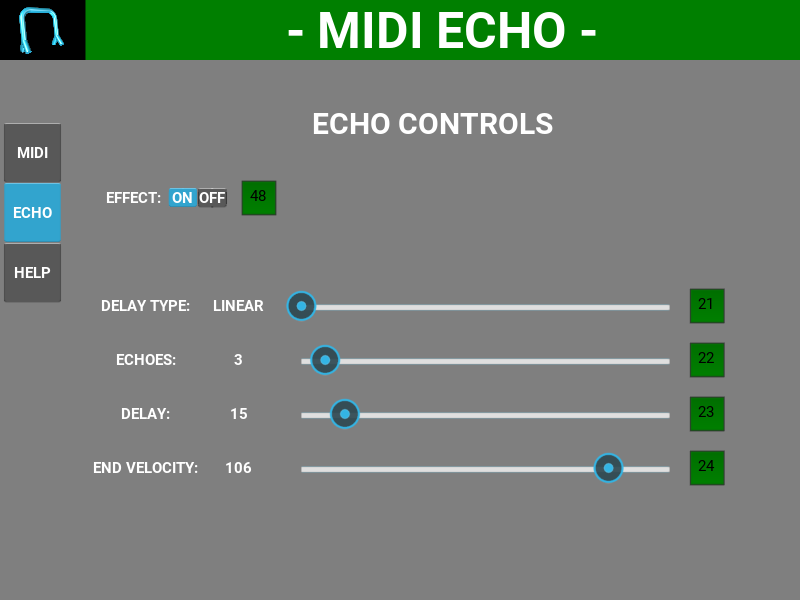 - MIDI ECHO -
ECHO CONTROLS
MIDI
ECHO
HELP
EFFECT: ON OFF 48
DELAY TYPE: LINEAR 21
ECHOES: 3 22
DELAY: 15 23
END VELOCITY: 106 24